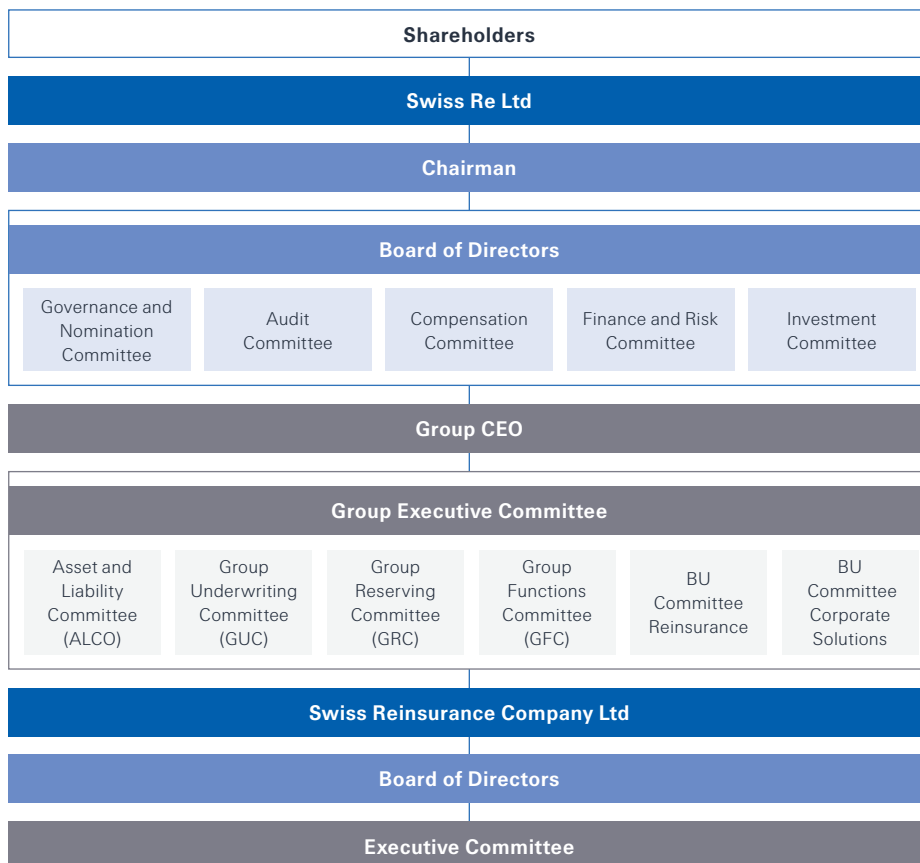 Shareholders
Swiss Re Ltd
Chairman
Board of Directors
Governance and
Nomination
Committee
Audit
Committee
Compensation
Committee
Finance and Risk
Committee
Investment
Committee
Group CEO
Group Executive Committee
Asset and
Liability
Committee
(ALCO)
Group
Underwriting
Committee
(GUC)
Group
Reserving
Committee
(GRC)
Group
Functions
Committee
(GFC)
BU
Committee
Reinsurance
BU
Committee
Corporate
Solutions
Swiss Reinsurance Company Ltd
Board of Directors
Executive Committee